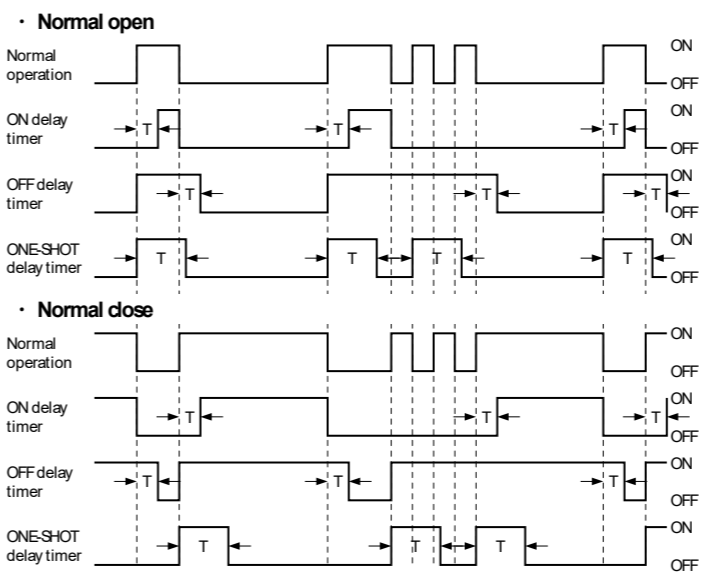 ・ Normal open
Normal
operation
ON
OFF
ON delay
timer
T
T
T
ON
OFF
OFF delay
timer
T
T
T
ON
OFF
ONE-SHOT
delay timer
T
T
T
T
ON
OFF
・ Normal close
Normal
operation
ON
OFF
ON delay
timer
T
T
T
ON
OFF
OFF delay
timer
T
T
T
ON
OFF
ONE-SHOT
delay timer
T
T
T
ON
OFF